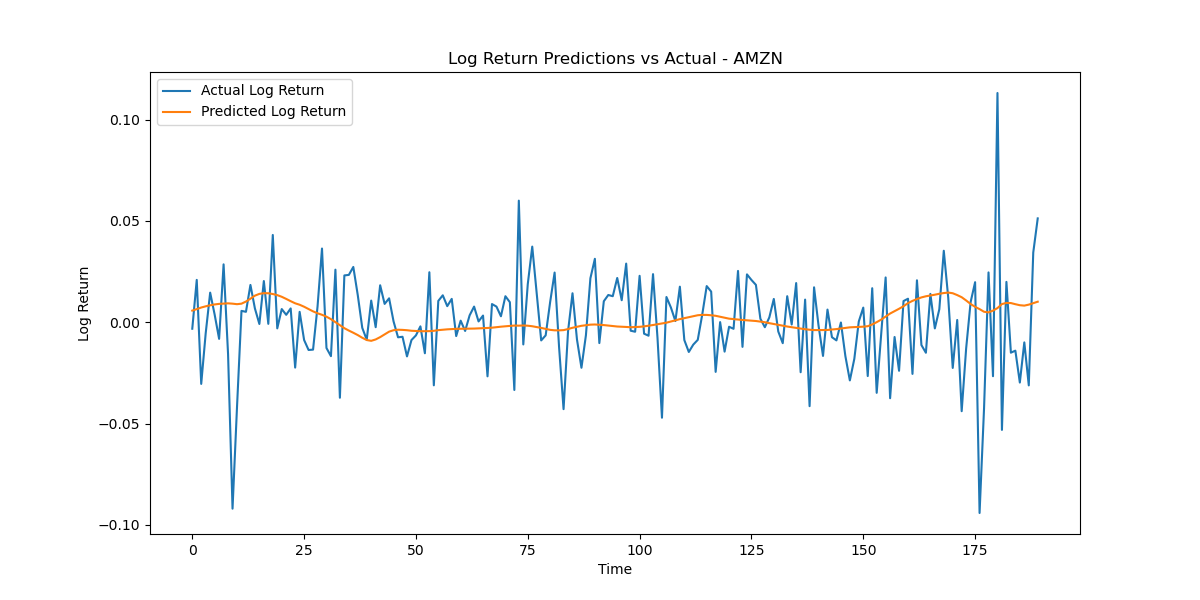 Log Return Predictions vs Actual - AMZN
Actual Log Return
Predicted Log Return
0.10
0.05
0.00
−0.05
−0.10
Log Return
0 25 50 75 100 125 150 175
Time